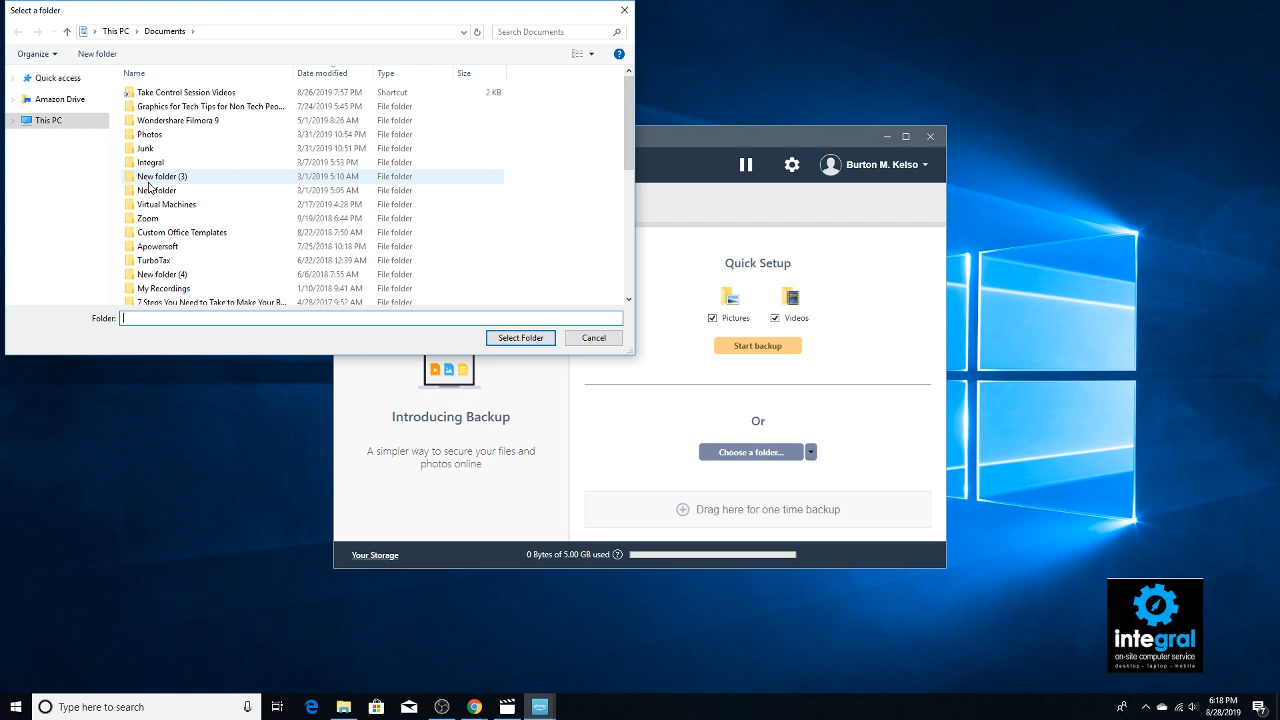 Select a folder
This PC
Documents
Search Documents
Organize
New folder
Name
Date modified
Type
Size
Quick access
Amazon Drive
This PC
Take Control Session Videos 8/26/2019 7:57 PM Shortcut 2 KB
Graphics for Tech Tips for Non Tech Peo... 7/24/2019 5:45 PM File folder
Wondershare Filmora 9 5/1/2019 8:26 AM File folder
Photos 3/31/2019 10:54 PM File folder
Junk 3/31/2019 10:51 PM File folder
Integral 3/7/2019 5:53 PM File folder
New folder (3) 3/1/2019 5:10 AM File folder
New folder 3/1/2019 5:05 AM File folder
Virtual Machines 2/17/2019 4:28 PM File folder
Zoom 9/19/2018 6:44 PM File folder
Custom Office Templates 8/22/2018 7:50 AM File folder
Apowersoft 7/25/2018 10:18 PM File folder
TurboTax 6/22/2018 12:39 AM File folder
New folder (4) 6/6/2018 7:55 AM File folder
My Recordings 1/10/2018 9:41 AM File folder
7 Steps You Need to Take to Make Your B... 4/28/2017 9:52 AM File folder
Folder:
Select Folder
Cancel
Burton M. Kelso
Quick Setup
Pictures
Videos
Start backup
Or
Choose a folder...
Drag here for one time backup
Introducing Backup
A simpler way to secure your files and
photos online
Your Storage
0 Bytes of 5.00 GB used
integral
on-site computer service
desktop - laptop - mobile
Type here to search
6:18 PM
8/28/2019